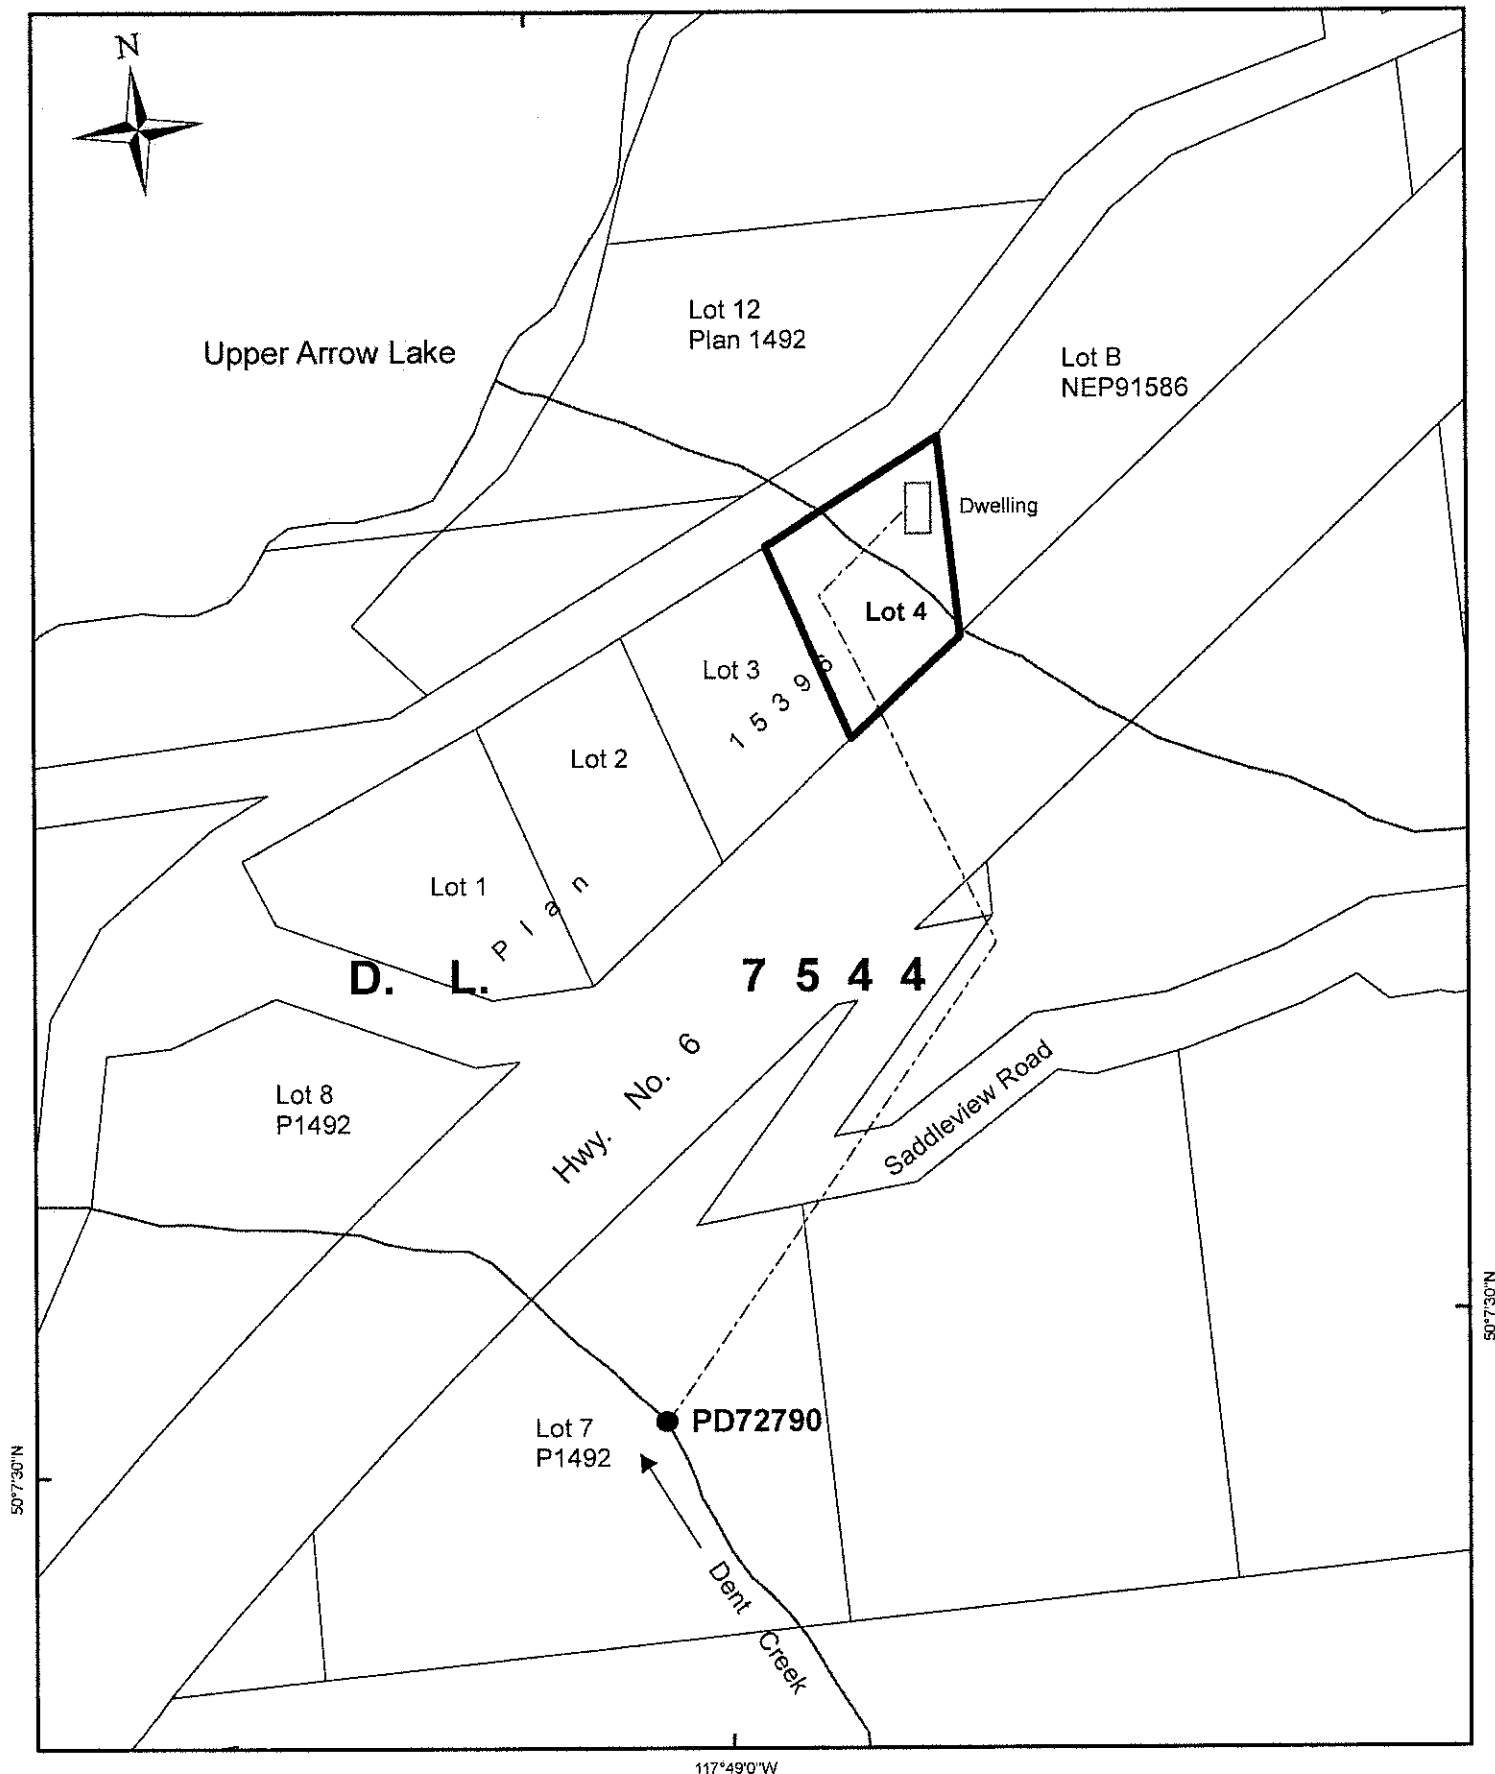 N
Upper Arrow Lake
Lot 12
Plan 1492
Lot B
NEP91586
Dwelling
Lot 4
Lot 3
Lot 2
Lot 1
Plan 15396
D. L. 7544
Hwy. No. 6
Saddleview Road
Lot 8
P1492
PD72790
Lot 7
P1492
Dent Creek
50°7'30"N
50°7'30"N
117°49'0"W